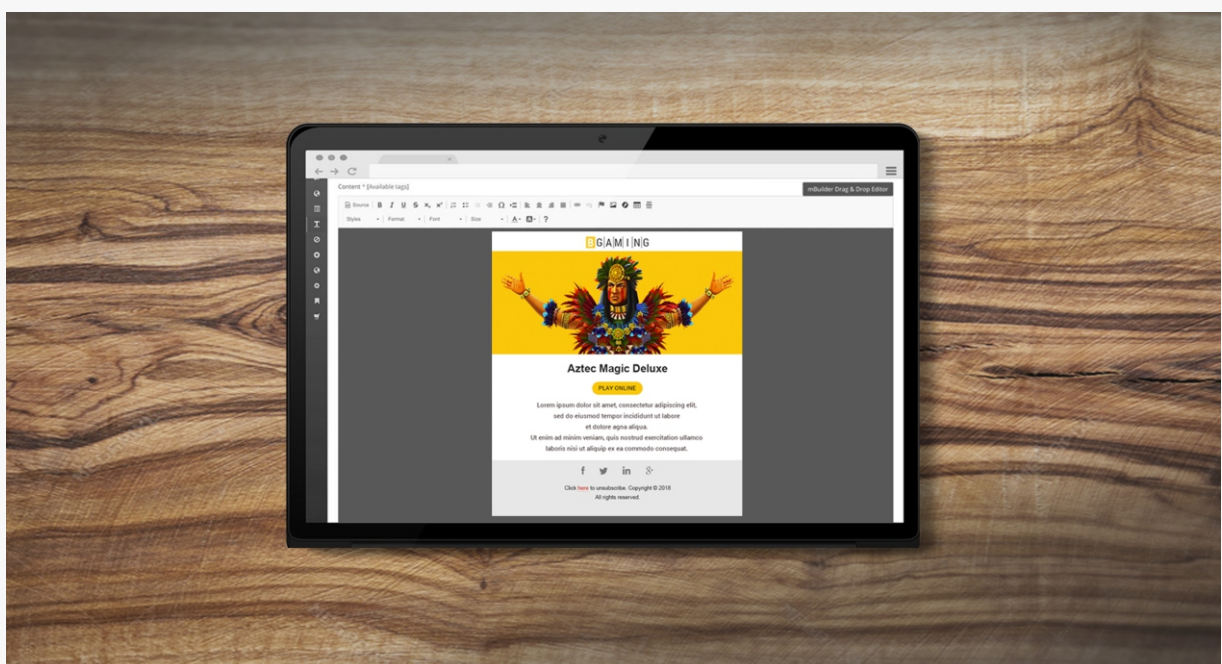 Content * [Available tags]
mBuilder Drag & Drop Editor
Source
Styles
Format
Font
Size
BGAMING
Aztec Magic Deluxe
PLAY ONLINE
Lorem ipsum dolor sit amet, consectetur adipiscing elit,
sed do eiusmod tempor incididunt ut labore
et dolore agna aliqua.
Ut enim ad minim veniam, quis nostrud exercitation ullamco
laboris nisi ut aliquip ex ea commodo consequat.
Click here to unsubscribe. Copyright © 2018
All rights reserved.